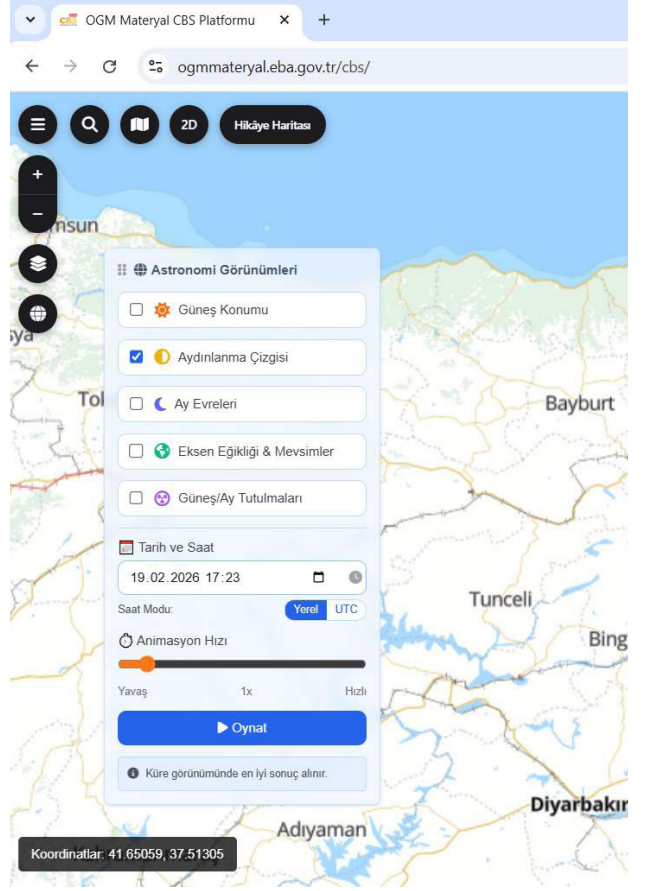 OGM Materyal CBS Platformu
ogmmateryal.eba.gov.tr/cbs/
2D
Hikâye Haritası
msun
Astronomi Görünümleri
Güneş Konumu
Aydınlanma Çizgisi
Ay Evreleri
Eksen Eğikliği & Mevsimler
Güneş/Ay Tutulmaları
Tarih ve Saat
19.02.2026 17:23
Saat Modu: Yerel UTC
Animasyon Hızı
Yavaş 1x Hızlı
Oynat
Küre görünümünde en iyi sonuç alınır.
sya
Tok
Bayburt
Tunceli
Bing
Diyarbakır
Adıyaman
Koordinatlar: 41.65059, 37.51305